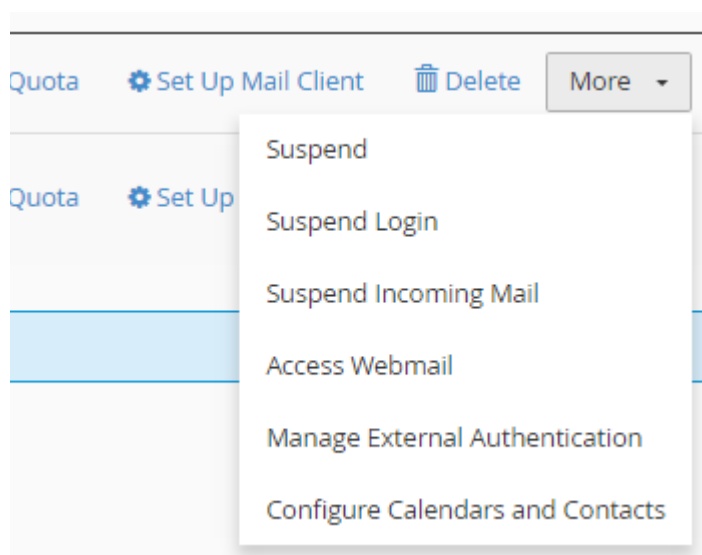 Quota Set Up Mail Client Delete More
Suspend
Quota Set Up
Suspend Login
Suspend Incoming Mail
Access Webmail
Manage External Authentication
Configure Calendars and Contacts